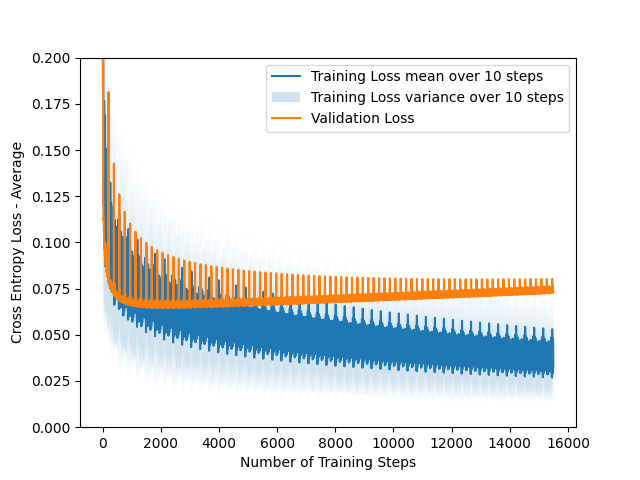 0.200
0.175
0.150
0.125
0.100
0.075
0.050
0.025
0.000
Cross Entropy Loss - Average
Training Loss mean over 10 steps
Training Loss variance over 10 steps
Validation Loss
0 2000 4000 6000 8000 10000 12000 14000 16000
Number of Training Steps